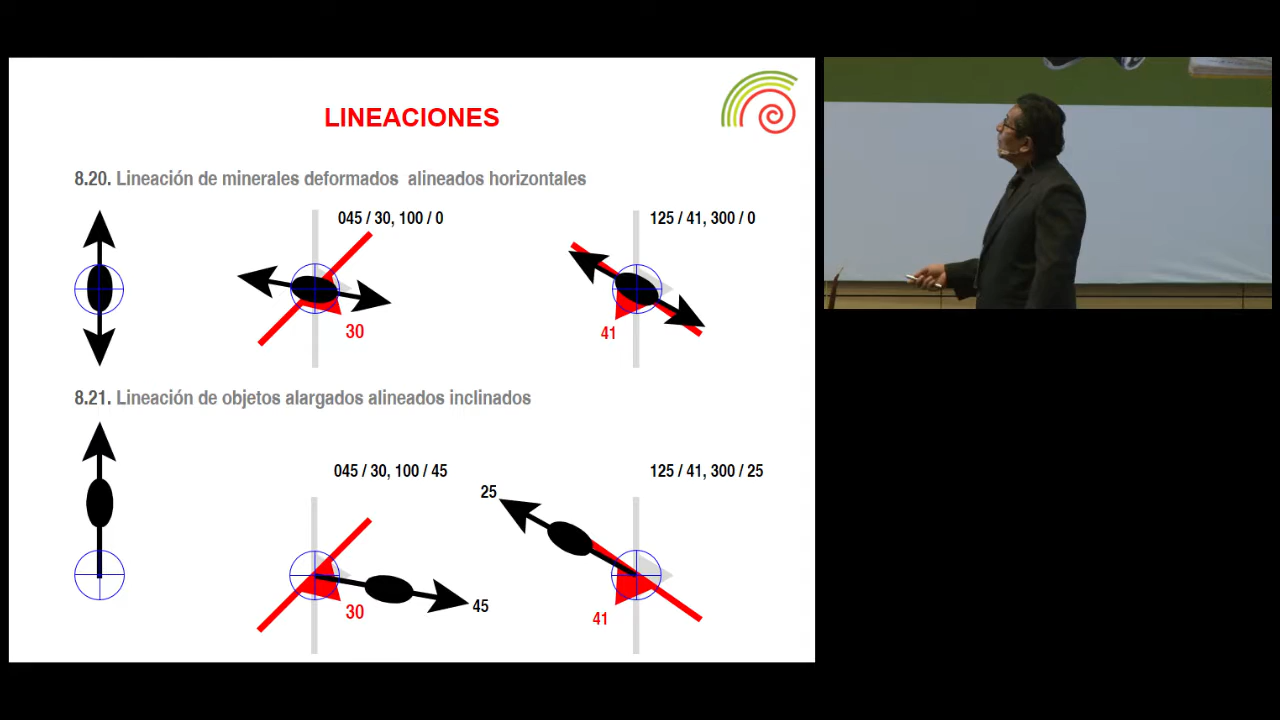 LINEACIONES
8.20. Lineación de minerales deformados alineados horizontales
045 / 30, 100 / 0
125 / 41, 300 / 0
30
41
8.21. Lineación de objetos alargados alineados inclinados
045 / 30, 100 / 45
125 / 41, 300 / 25
25
30
45
41